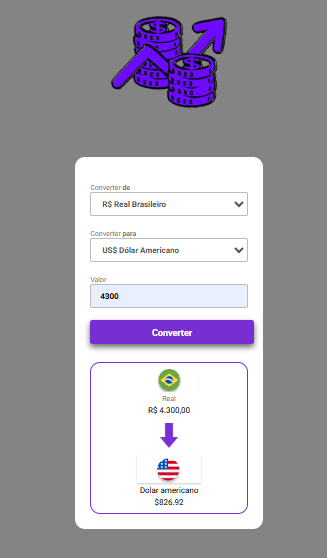 Converter de
R$ Real Brasileiro
Converter para
US$ Dólar Americano
Valor
4300
Converter
Real
R$ 4.300,00
Dolar americano
$826.92